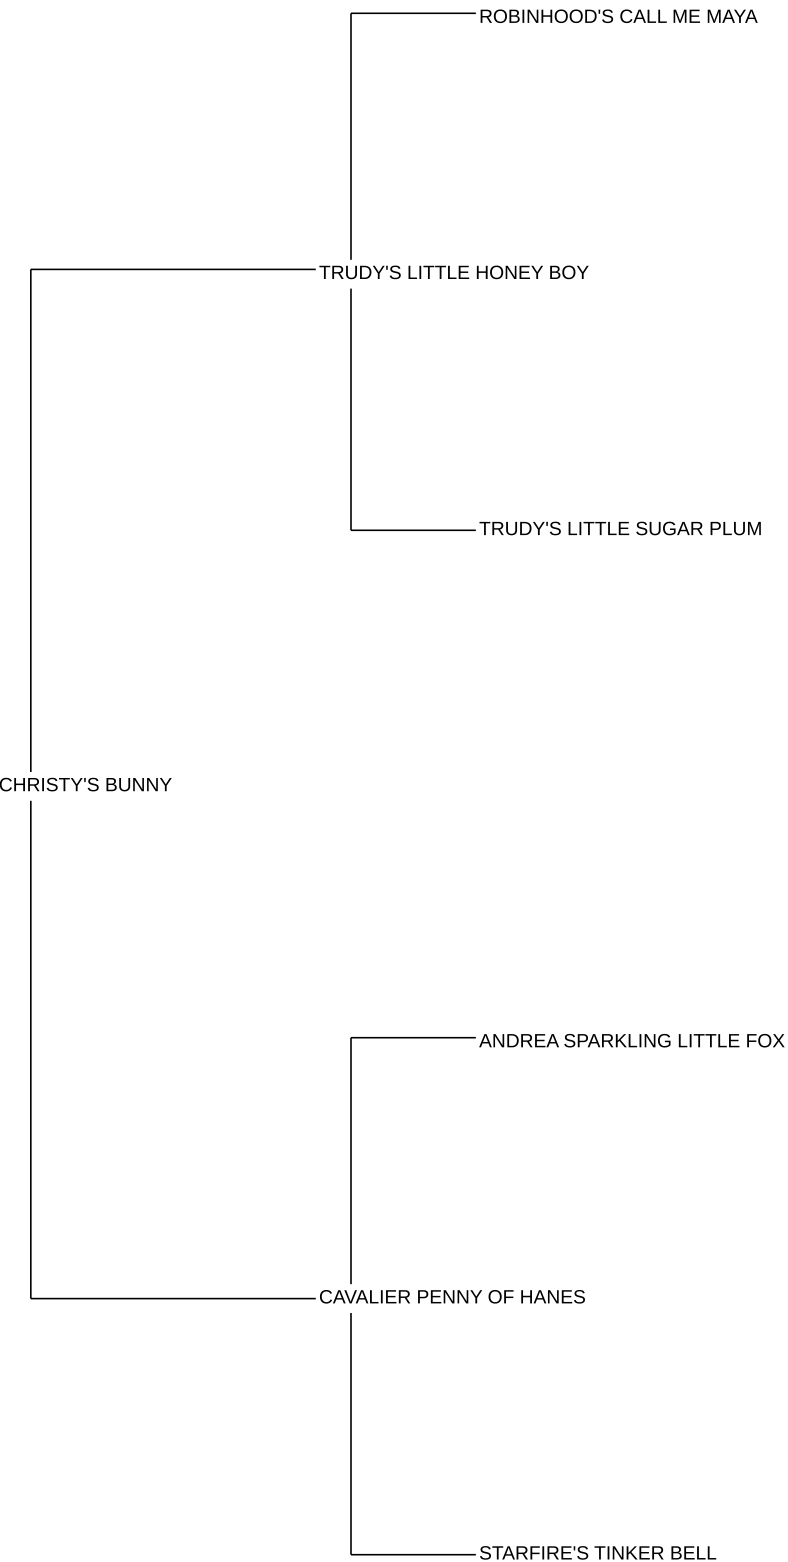 ROBINHOOD'S CALL ME MAYA
TRUDY'S LITTLE HONEY BOY
TRUDY'S LITTLE SUGAR PLUM
CHRISTY'S BUNNY
ANDREA SPARKLING LITTLE FOX
CAVALIER PENNY OF HANES
STARFIRE'S TINKER BELL